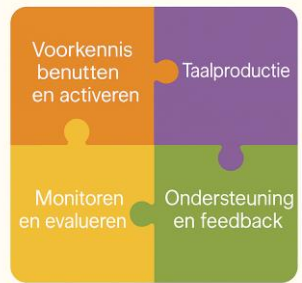 Voorkennis
benutten
en activeren
Taalproductie
Monitoren
en evalueren
Ondersteuning
en feedback